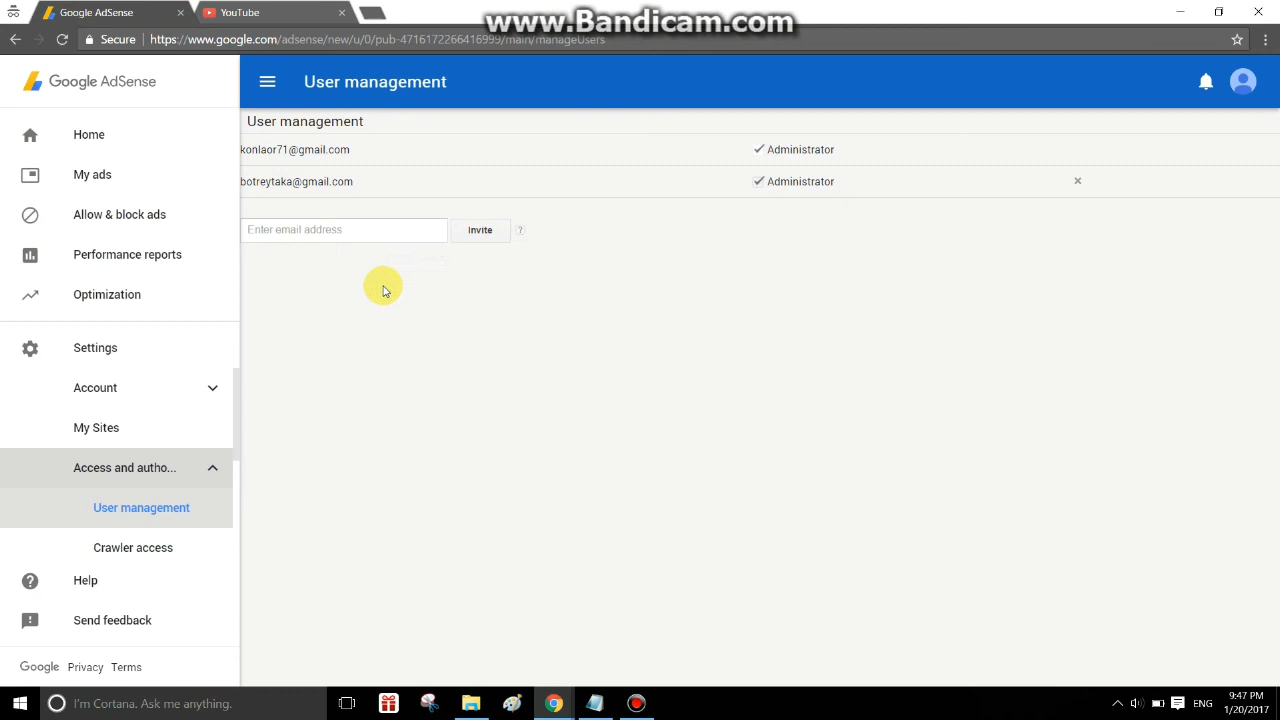 www.Bandicam.com
Google AdSense
YouTube
Secure
https://www.google.com/adsense/new/u/0/pub-4716172266416999/main/manageUsers
Google AdSense
User management
Home
My ads
Allow & block ads
Performance reports
Optimization
Settings
Account
My Sites
Access and autho...
User management
Crawler access
Help
Send feedback
Google Privacy Terms
User management
konlaor71@gmail.com Administrator
botreytaka@gmail.com Administrator
Enter email address Invite ?
I'm Cortana. Ask me anything.
ENG
9:47 PM
1/20/2017